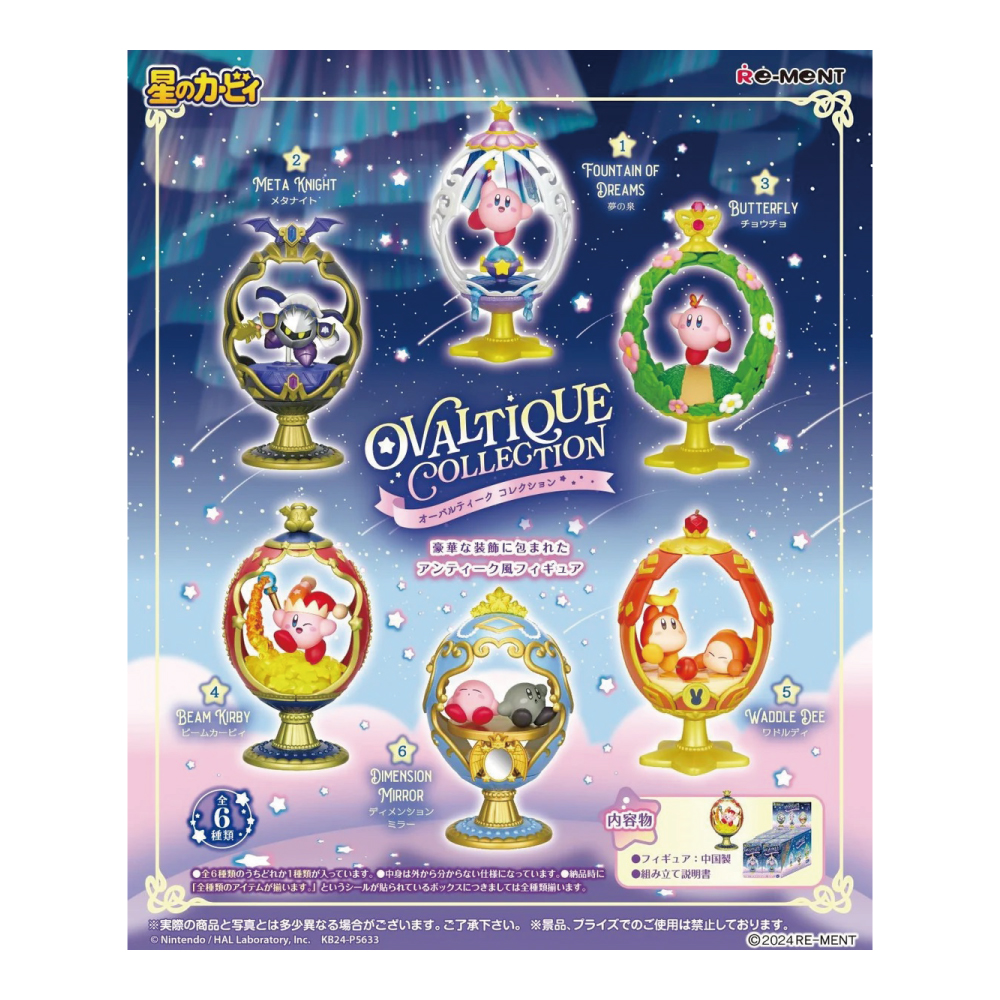 星のカービィ
RE-MENT
1
FOUNTAIN OF
DREAMS
夢の泉
2
META KNIGHT
メタナイト
3
BUTTERFLY
チョウチョ
OVALTIQUE
COLLECTION
オーバルティーク コレクション
豪華な装飾に包まれた
アンティーク風フィギュア
4
BEAM KIRBY
ビームカービィ
5
WADDLE DEE
ワドルディ
6
DIMENSION
MIRROR
ディメンション
ミラー
全
6
種類
内容物
●フィギュア：中国製
●組み立て説明書
●全6種類のうちどれか1種類が入っています。●中身は外から分からない仕様になっています。●納品時に
「全種類のアイテムが揃います。」というシールが貼られているボックスにつきましては全種類揃います。
※実際の商品と写真とは多少異なる場合がございます。ご了承下さい。 ※景品、プライズでのご使用は禁止しております。
© Nintendo / HAL Laboratory, Inc. KB24-P5633
©2024RE-MENT